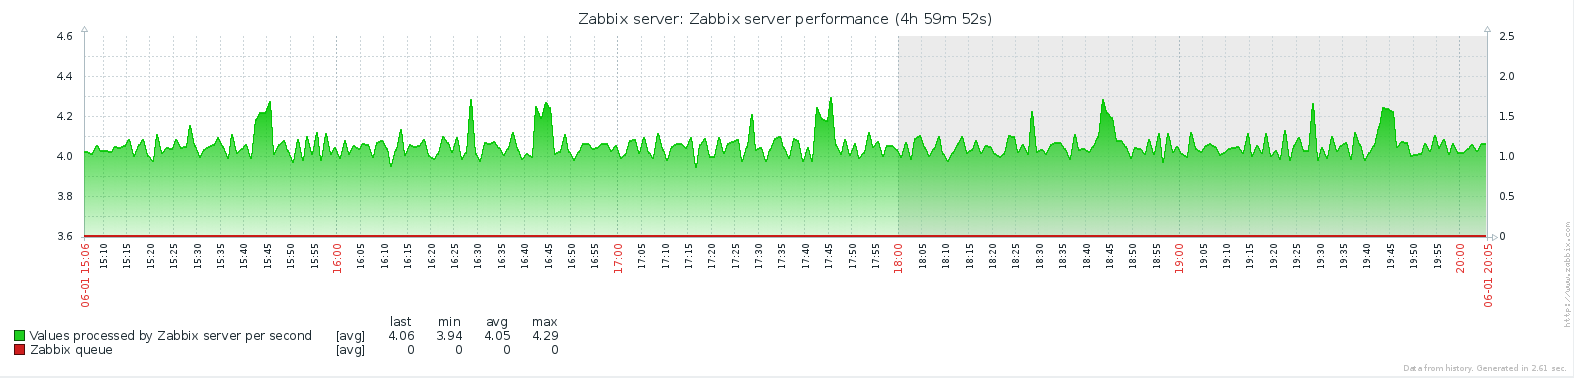 Zabbix server: Zabbix server performance (4h 59m 52s)
4.6
4.4
4.2
4.0
3.8
3.6
2.5
2.0
1.5
1.0
0.5
0
06-01 15:06 15:10 15:15 15:20 15:25 15:30 15:35 15:40 15:45 15:50 15:55 16:00 16:05 16:10 16:15 16:20 16:25 16:30 16:35 16:40 16:45 16:50 16:55 17:00 17:05 17:10 17:15 17:20 17:25 17:30 17:35 17:40 17:45 17:50 17:55 18:00 18:05 18:10 18:15 18:20 18:25 18:30 18:35 18:40 18:45 18:50 18:55 19:00 19:05 19:10 19:15 19:20 19:25 19:30 19:35 19:40 19:45 19:50 19:55 20:00 06-01 20:05
last min avg max
Values processed by Zabbix server per second [avg] 4.06 3.94 4.05 4.29
Zabbix queue [avg] 0 0 0 0
http://www.zabbix.com
Data from history. Generated in 2.61 sec.